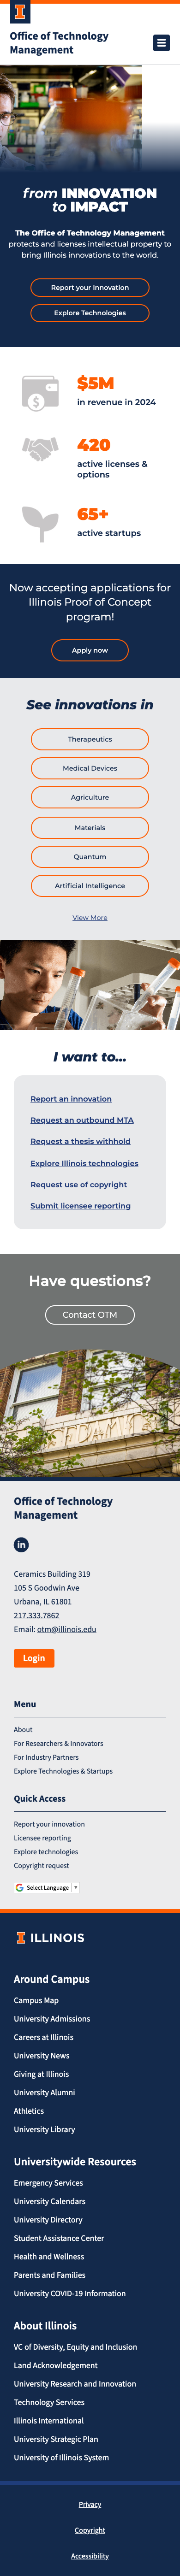 Office of Technology
Management
from INNOVATION
to IMPACT
The Office of Technology Management
protects and licenses intellectual property to
bring Illinois innovations to the world.
Report your Innovation
Explore Technologies
$5M
in revenue in 2024
420
active licenses &
options
65+
active startups
Now accepting applications for
Illinois Proof of Concept
program!
Apply now
See innovations in
Therapeutics
Medical Devices
Agriculture
Materials
Quantum
Artificial Intelligence
View More
I want to...
Report an innovation
Request an outbound MTA
Request a thesis withhold
Explore Illinois technologies
Request use of copyright
Submit licensee reporting
Have questions?
Contact OTM
Office of Technology
Management
in
Ceramics Building 319
105 S Goodwin Ave
Urbana, IL 61801
217.333.7862
Email: otm@illinois.edu
Login
Menu
About
For Researchers & Innovators
For Industry Partners
Explore Technologies & Startups
Quick Access
Report your innovation
Licensee reporting
Explore technologies
Copyright request
Select Language ▼
ILLINOIS
Around Campus
Campus Map
University Admissions
Careers at Illinois
University News
Giving at Illinois
University Alumni
Athletics
University Library
Universitywide Resources
Emergency Services
University Calendars
University Directory
Student Assistance Center
Health and Wellness
Parents and Families
University COVID-19 Information
About Illinois
VC of Diversity, Equity and Inclusion
Land Acknowledgement
University Research and Innovation
Technology Services
Illinois International
University Strategic Plan
University of Illinois System
Privacy
Copyright
Accessibility